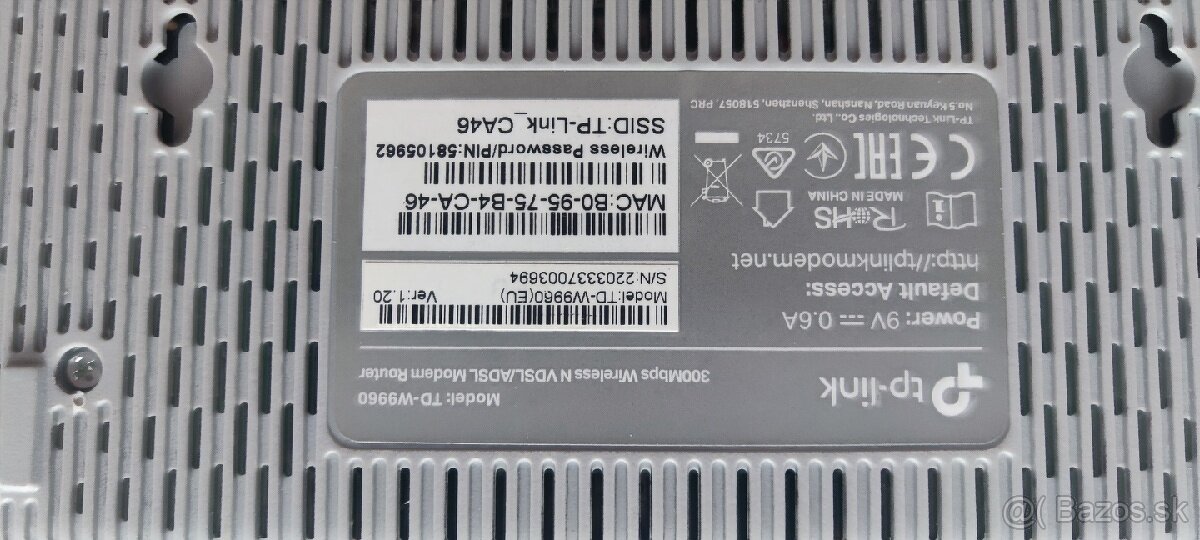 tp-link
Model: TD-W9960
300Mbps Wireless N VDSL/ADSL Modem Router
Power: 9V ⎓ 0.6A
Default Access:
http://tplinkmodem.net
Model:TD-W9960(EU) Ver:1.20
S/N:2203337003694
MAC:B0-95-75-B4-CA-46
Wireless Password/PIN:58105962
SSID:TP-Link_CA46
RoHS
MADE IN CHINA
CE EAC
5734
TP-Link Technologies Co., Ltd.
No.5 Keyuan Road, Nanshan, Shenzhen, 518057, PRC
@( Bazos.sk